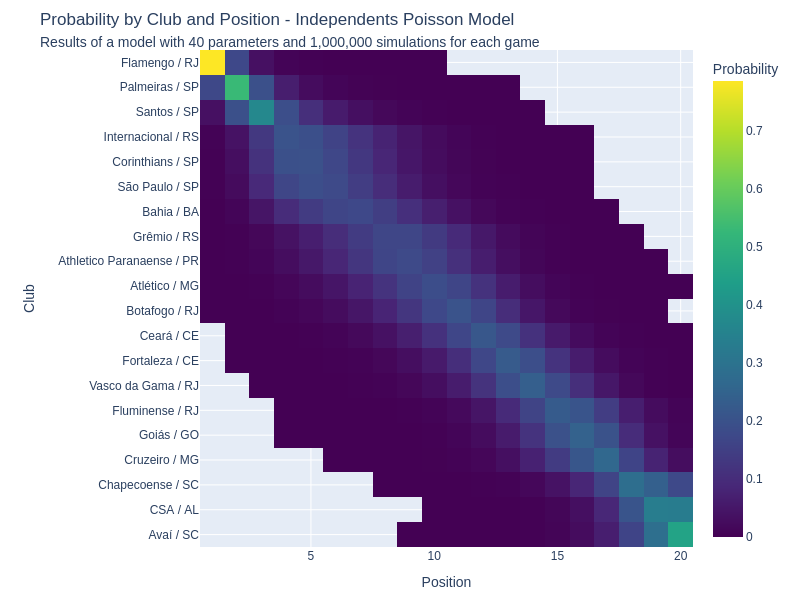 Probability by Club and Position - Independents Poisson Model
Results of a model with 40 parameters and 1,000,000 simulations for each game
Probability
Flamengo / RJ
Palmeiras / SP
Santos / SP
Internacional / RS
Corinthians / SP
São Paulo / SP
Bahia / BA
Grêmio / RS
Athletico Paranaense / PR
Atlético / MG
Botafogo / RJ
Ceará / CE
Fortaleza / CE
Vasco da Gama / RJ
Fluminense / RJ
Goiás / GO
Cruzeiro / MG
Chapecoense / SC
CSA / AL
Avaí / SC
Club
5
10
15
20
Position
0.7
0.6
0.5
0.4
0.3
0.2
0.1
0